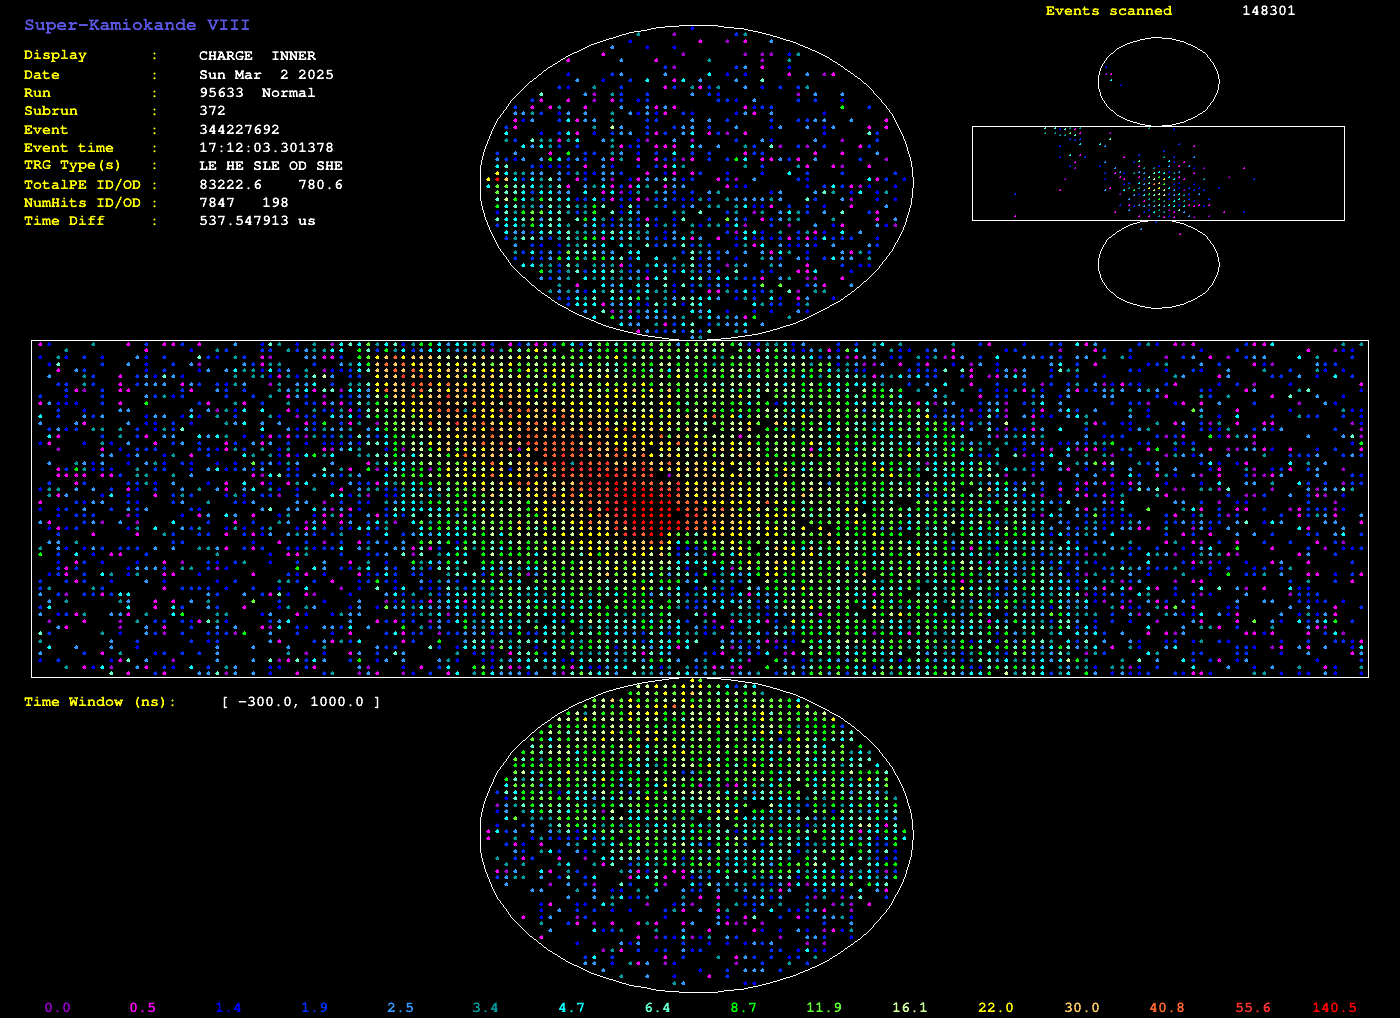 Super-Kamiokande VIII
Events scanned 148301
Display : CHARGE INNER
Date : Sun Mar 2 2025
Run : 95633 Normal
Subrun : 372
Event : 344227692
Event time : 17:12:03.301378
TRG Type(s) : LE HE SLE OD SHE
TotalPE ID/OD : 83222.6 780.6
NumHits ID/OD : 7847 198
Time Diff : 537.547913 us
Time Window (ns): [ -300.0, 1000.0 ]
0.0 0.5 1.4 1.9 2.5 3.4 4.7 6.4 8.7 11.9 16.1 22.0 30.0 40.8 55.6 140.5